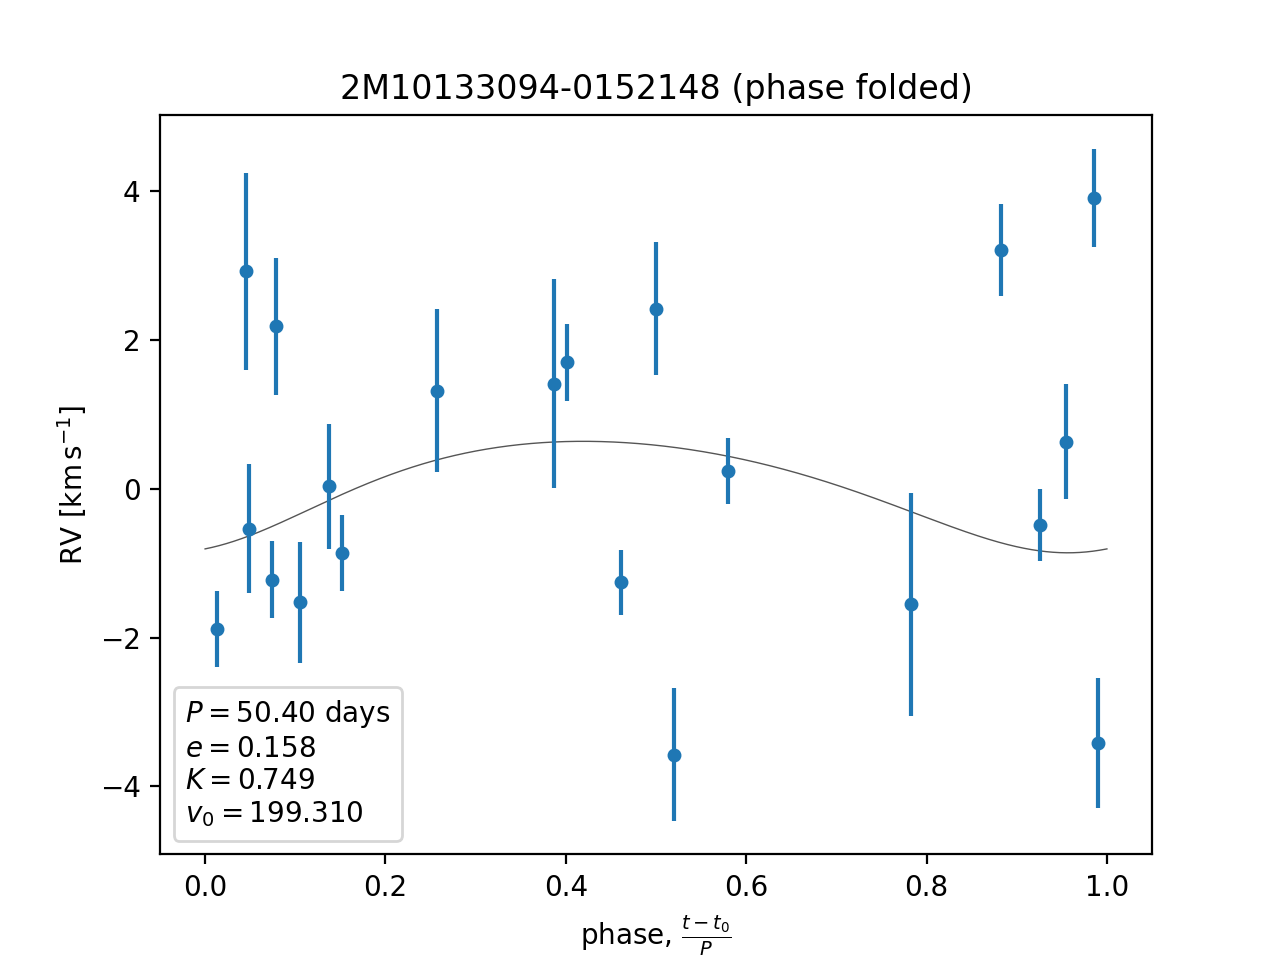 2M10133094-0152148 (phase folded)
RV [km s⁻¹]
4
2
0
−2
−4
P = 50.40 days
e = 0.158
K = 0.749
v₀ = 199.310
0.0 0.2 0.4 0.6 0.8 1.0
phase, (t − t₀)/P